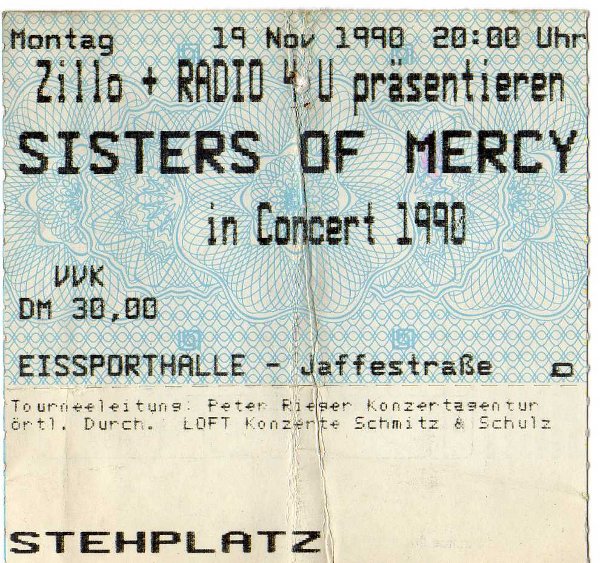 Montag 19 Nov 1990 20:00 Uhr
Zillo + RADIO 4 U präsentieren
SISTERS OF MERCY
in Concert 1990
VVK
DM 30,00
EISSPORTHALLE - Jaffestraße
Tourneeleitung: Peter Rieger Konzertagentur
örtl. Durch. LOFT Konzerte Schmitz & Schulz
STEHPLATZ